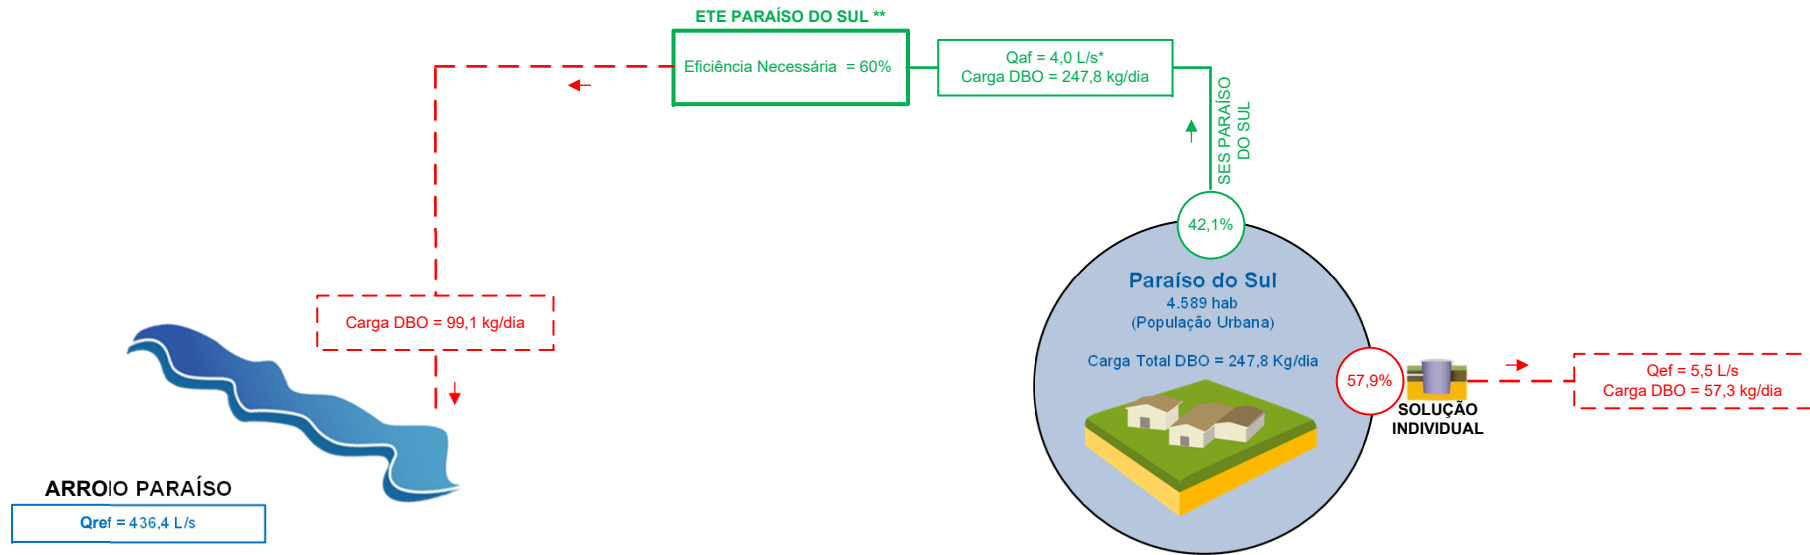 ETE PARAÍSO DO SUL **
Eficiência Necessária = 60%
Qaf = 4,0 L/s*
Carga DBO = 247,8 kg/dia
SES PARAÍSO
DO SUL
42,1%
Paraíso do Sul
4.589 hab
(População Urbana)
Carga Total DBO = 247,8 Kg/dia
57,9%
SOLUÇÃO
INDIVIDUAL
Qef = 5,5 L/s
Carga DBO = 57,3 kg/dia
Carga DBO = 99,1 kg/dia
ARROIO PARAÍSO
Qref = 436,4 L/s